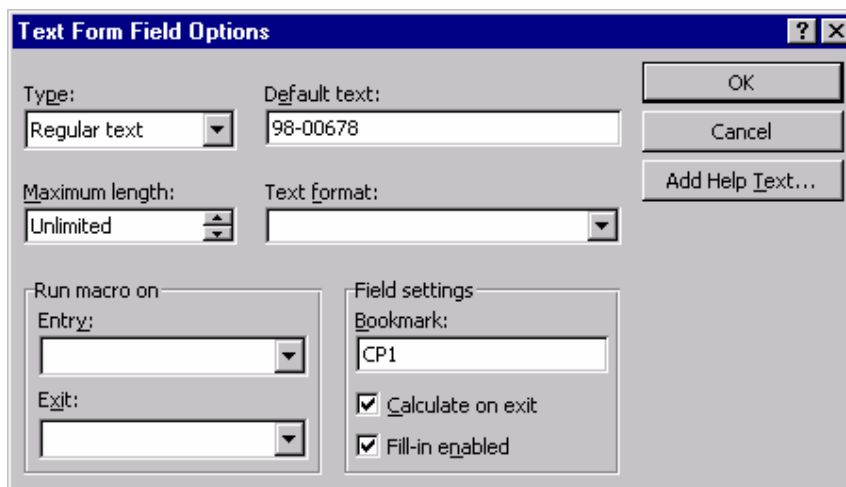 Text Form Field Options
Type:
Default text:
OK
Regular text
98-00678
Cancel
Maximum length:
Text format:
Add Help Text...
Unlimited
Run macro on
Field settings
Entry:
Bookmark:
CP1
Exit:
Calculate on exit
Fill-in enabled